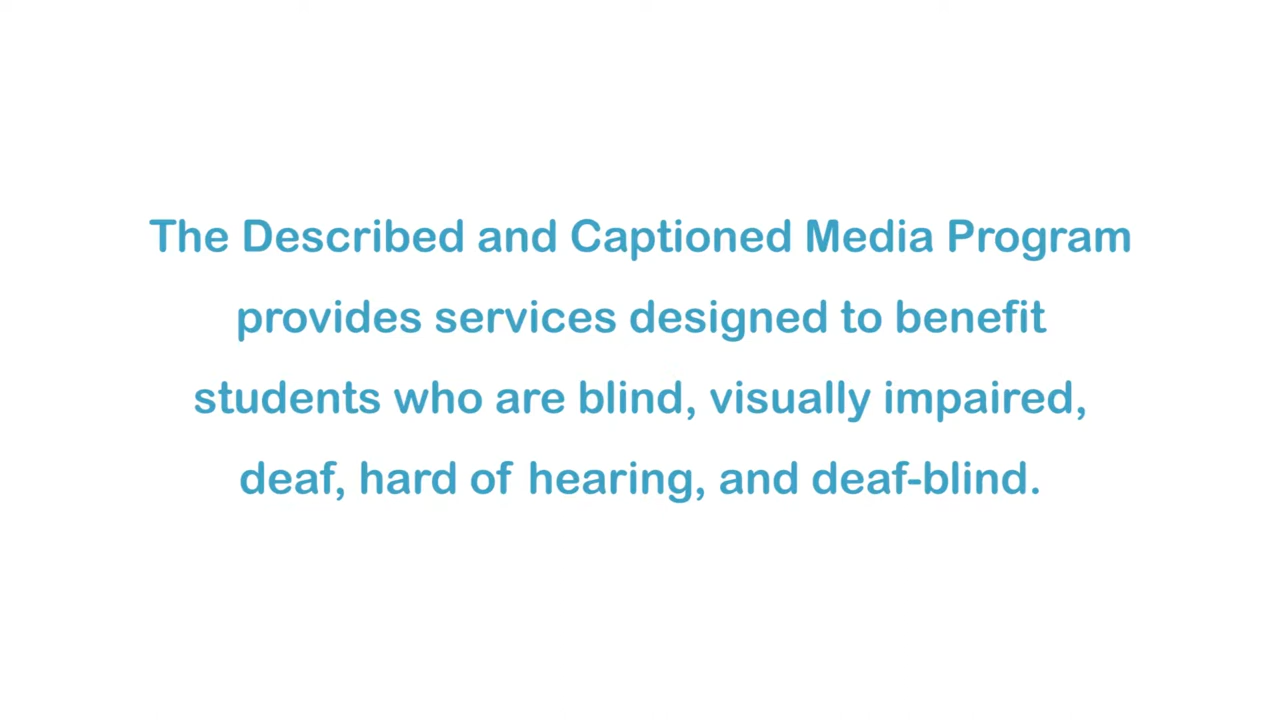 The Described and Captioned Media Program
provides services designed to benefit
students who are blind, visually impaired,
deaf, hard of hearing, and deaf-blind.